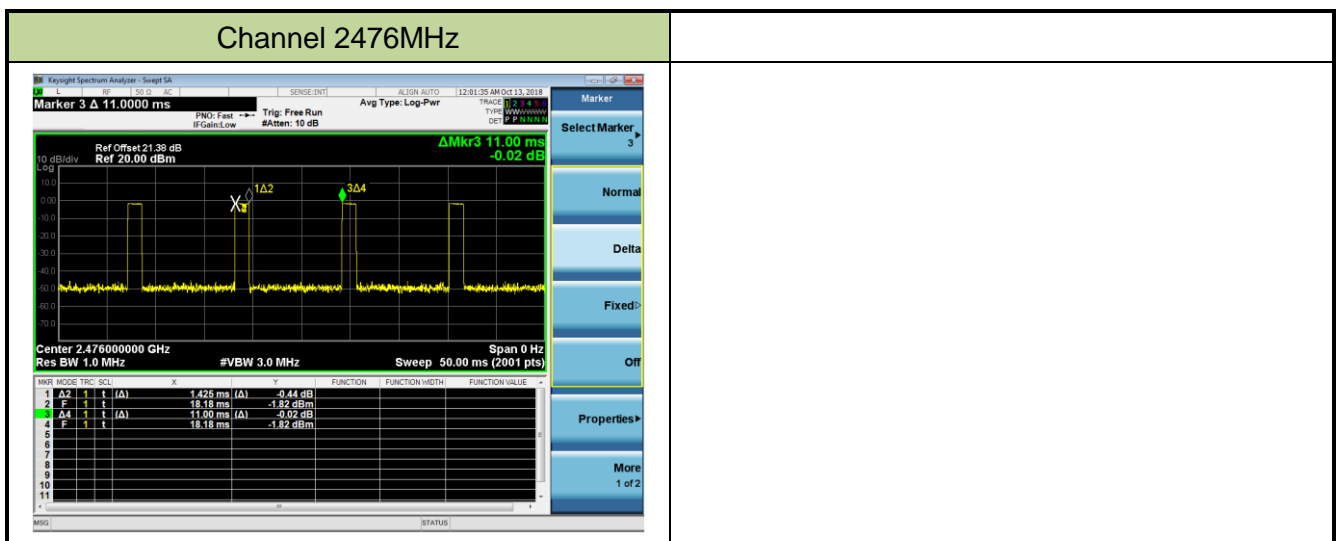 Channel 2476MHz
Keysight Spectrum Analyzer - Swept SA
L RF 50 Ω AC SENSE:INT ALIGN AUTO 12:01:35 AM Oct 13, 2018
Marker 3 Δ 11.0000 ms
PNO: Fast
IFGain:Low
Trig: Free Run
#Atten: 10 dB
Avg Type: Log-Pwr
TRACE 1 2 3 4 5 6
TYPE WWWWWW
DET P P N N N N
Marker
Select Marker
3
Normal
Delta
Fixed
Off
Properties
More
1 of 2
ΔMkr3 11.00 ms
-0.02 dB
Ref Offset 21.38 dB
10 dB/div Ref 20.00 dBm
Log
10.0
0.00
-10.0
-20.0
-30.0
-40.0
-50.0
-60.0
-70.0
X
1Δ2
3Δ4
Center 2.476000000 GHz Span 0 Hz
Res BW 1.0 MHz #VBW 3.0 MHz Sweep 50.00 ms (2001 pts)
MKR MODE TRC SCL X Y FUNCTION FUNCTION WIDTH FUNCTION VALUE
1 Δ2 1 t (Δ) 1.425 ms (Δ) -0.44 dB
2 F 1 t 18.18 ms -1.82 dBm
3 Δ4 1 t (Δ) 11.00 ms (Δ) -0.02 dB
4 F 1 t 18.18 ms -1.82 dBm
5
6
7
8
9
10
11
MSG STATUS